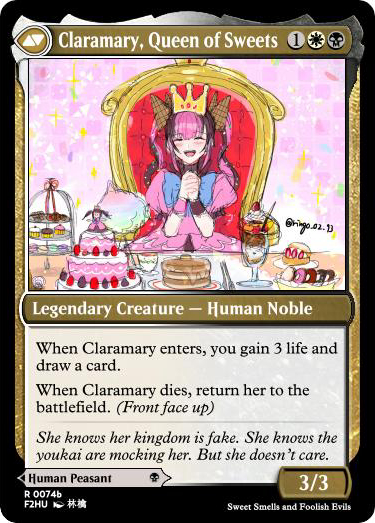 Claramary, Queen of Sweets 1
@ringo_02_23
Legendary Creature — Human Noble
When Claramary enters, you gain 3 life and
draw a card.
When Claramary dies, return her to the
battlefield. (Front face up)
She knows her kingdom is fake. She knows the
youkai are mocking her. But she doesn't care.
Human Peasant
3/3
R 0074b
F2HU 林檎
Sweet Smells and Foolish Evils